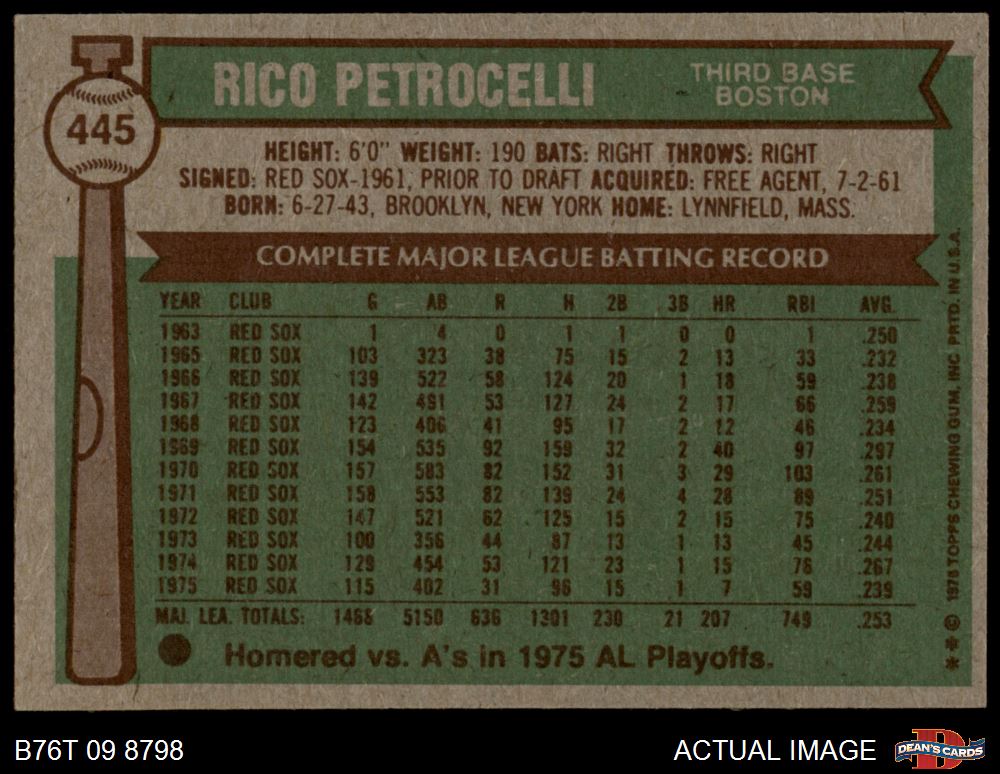 445
RICO PETROCELLI
THIRD BASE
BOSTON
HEIGHT: 6'0" WEIGHT: 190 BATS: RIGHT THROWS: RIGHT
SIGNED: RED SOX-1961, PRIOR TO DRAFT ACQUIRED: FREE AGENT, 7-2-61
BORN: 6-27-43, BROOKLYN, NEW YORK HOME: LYNNFIELD, MASS.
COMPLETE MAJOR LEAGUE BATTING RECORD
YEAR CLUB G AB R H 2B 3B HR RBI AVG.
1963 RED SOX 1 4 0 1 1 0 0 1 .250
1965 RED SOX 103 323 38 75 15 2 13 33 .232
1966 RED SOX 139 522 58 124 20 1 18 59 .238
1967 RED SOX 142 491 53 127 24 2 17 66 .259
1968 RED SOX 123 406 41 95 17 2 12 46 .234
1969 RED SOX 154 535 92 159 32 2 40 97 .297
1970 RED SOX 157 583 82 152 31 3 29 103 .261
1971 RED SOX 158 553 82 139 24 4 28 89 .251
1972 RED SOX 147 521 62 125 15 2 15 75 .240
1973 RED SOX 100 356 44 87 13 1 13 45 .244
1974 RED SOX 129 454 53 121 23 1 15 76 .267
1975 RED SOX 115 402 31 96 15 1 7 59 .239
MAJ. LEA. TOTALS: 1468 5150 636 1301 230 21 207 749 .253
Homered vs. A's in 1975 AL Playoffs.
**© 1976 TOPPS CHEWING GUM, INC. PRTD. IN U.S.A.
B76T 09 8798
ACTUAL IMAGE
D
DEAN'S CARDS